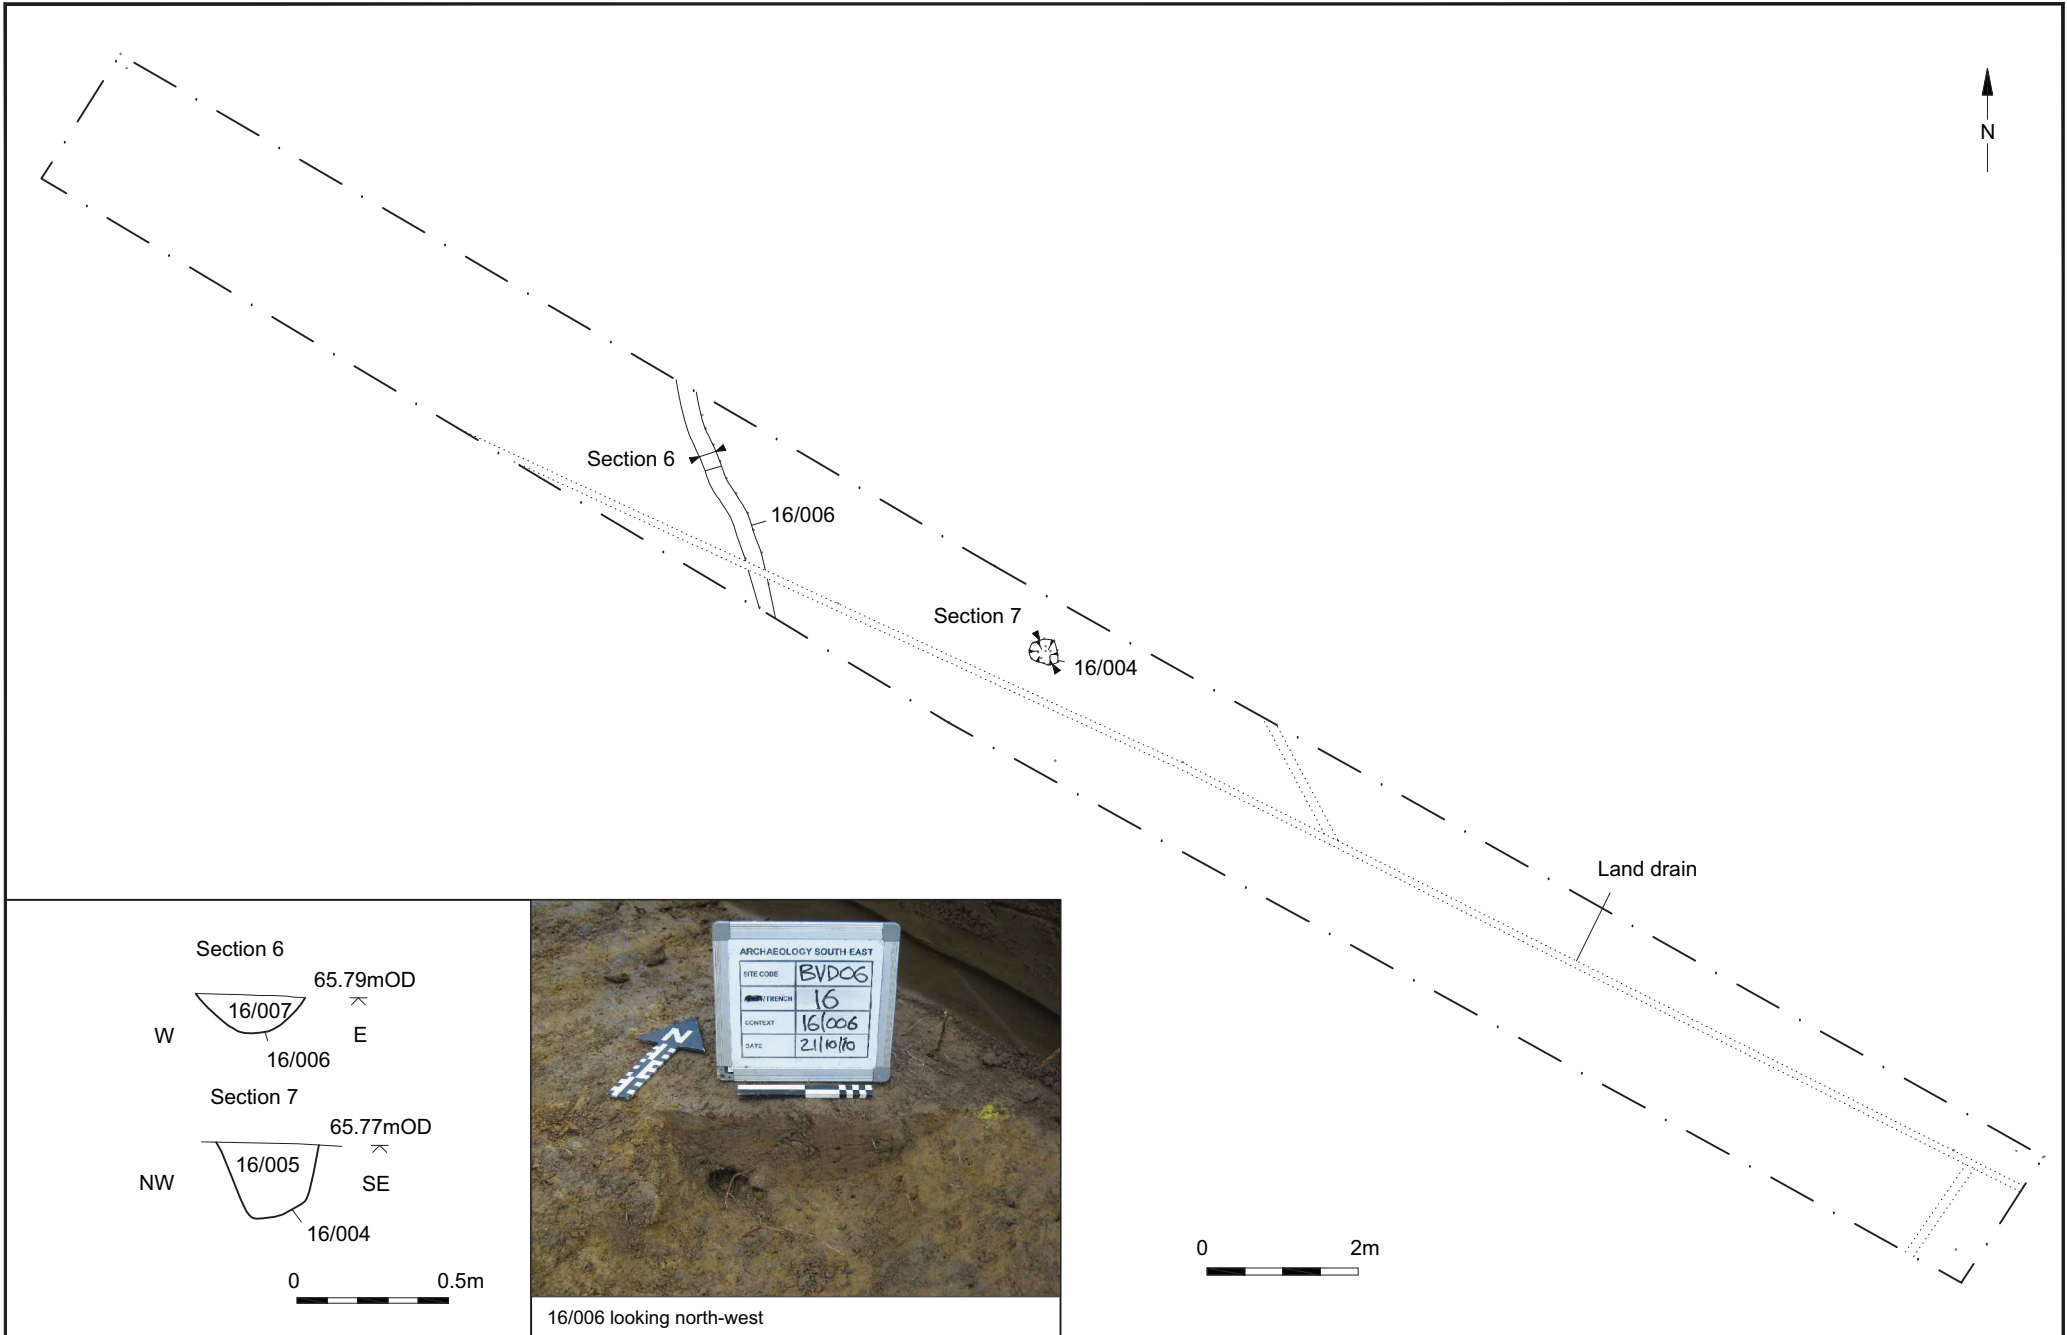 N
Section 6
16/006
Section 7
16/004
Land drain
Section 6
65.79mOD
16/007
W
E
16/006
Section 7
65.77mOD
16/005
NW
SE
16/004
0 0.5m
ARCHAEOLOGY SOUTH-EAST
SITE CODE BVD06
/TRENCH 16
CONTEXT 16/006
DATE 21/10/10
N
16/006 looking north-west
0 2m